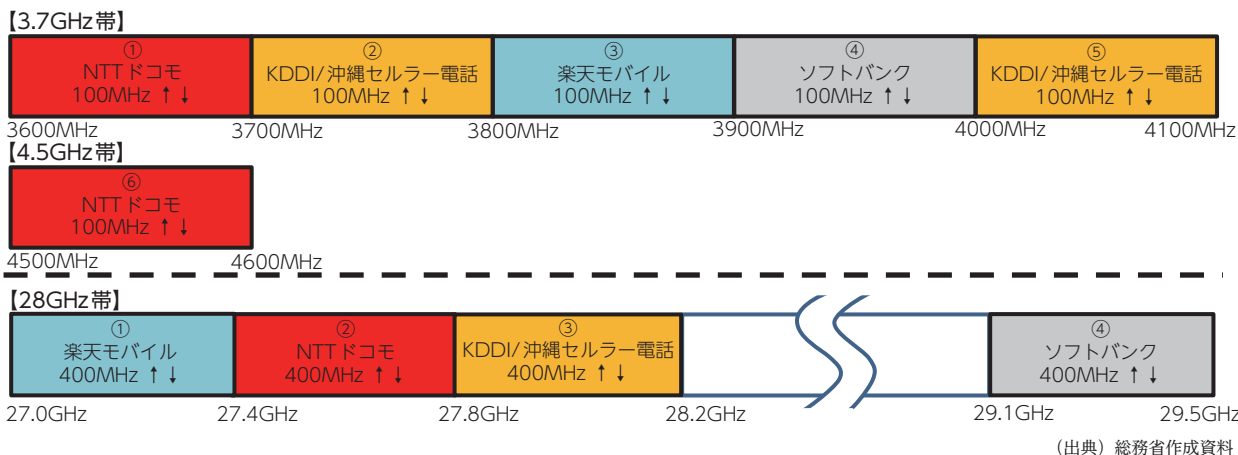 【3.7GHz帯】
① ② ③ ④ ⑤
NTTドコモ KDDI/沖縄セルラー電話 楽天モバイル ソフトバンク KDDI/沖縄セルラー電話
100MHz ↑↓ 100MHz ↑↓ 100MHz ↑↓ 100MHz ↑↓ 100MHz ↑↓
3600MHz 3700MHz 3800MHz 3900MHz 4000MHz 4100MHz
【4.5GHz帯】
⑥
NTTドコモ
100MHz ↑↓
4500MHz 4600MHz
【28GHz帯】
① ② ③ ④
楽天モバイル NTTドコモ KDDI/沖縄セルラー電話 ソフトバンク
400MHz ↑↓ 400MHz ↑↓ 400MHz ↑↓ 400MHz ↑↓
27.0GHz 27.4GHz 27.8GHz 28.2GHz 29.1GHz 29.5GHz
（出典）総務省作成資料